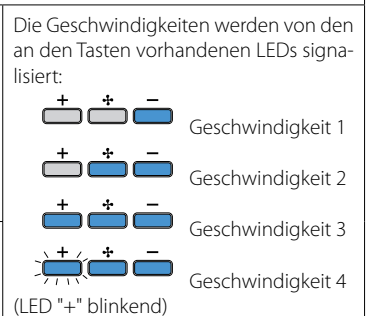 Die Geschwindigkeiten werden von den
an den Tasten vorhandenen LEDs signa-
lisiert:
+ –
Geschwindigkeit 1
+ –
Geschwindigkeit 2
+ –
Geschwindigkeit 3
+ –
Geschwindigkeit 4
(LED "+" blinkend)